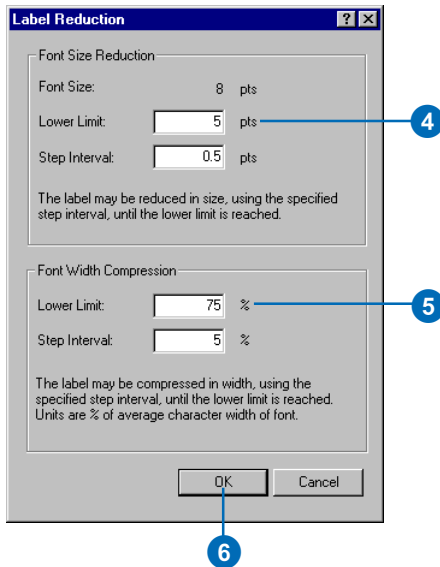 Label Reduction
Font Size Reduction
Font Size: 8 pts
Lower Limit: 5 pts 4
Step Interval: 0.5 pts
The label may be reduced in size, using the specified
step interval, until the lower limit is reached.
Font Width Compression
Lower Limit: 75 % 5
Step Interval: 5 %
The label may be compressed in width, using the
specified step interval, until the lower limit is reached.
Units are % of average character width of font.
OK Cancel
6